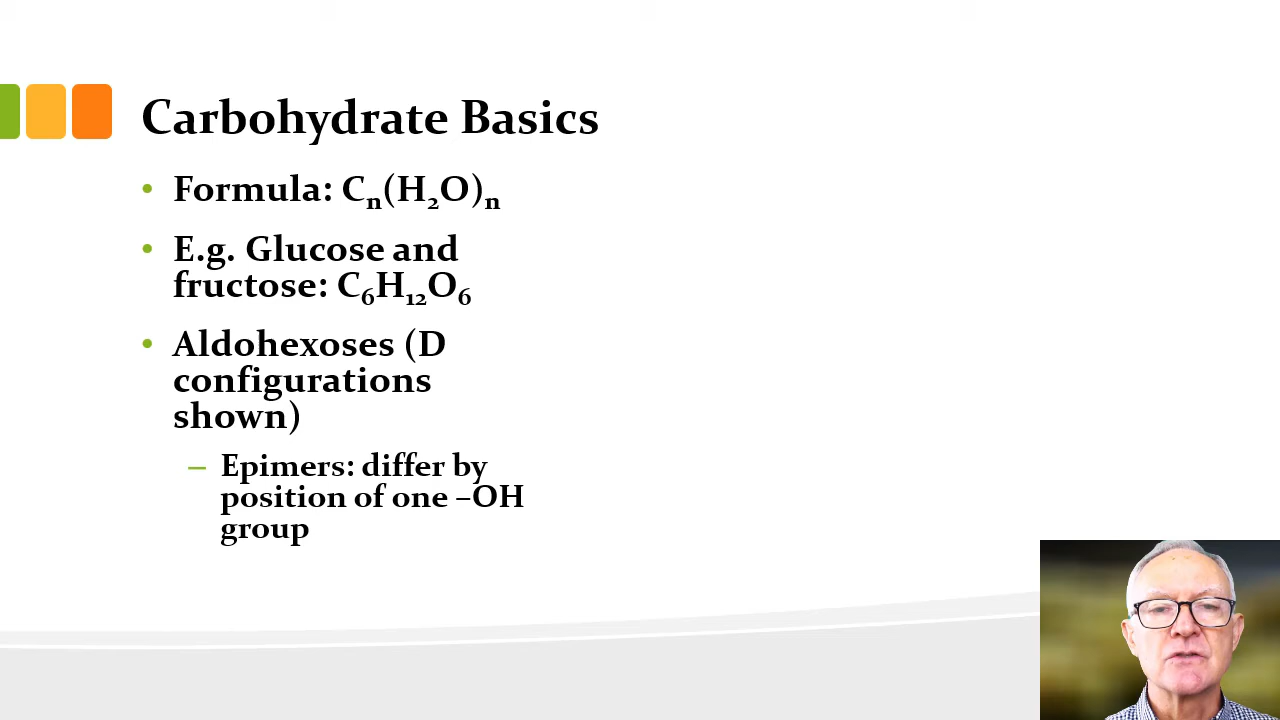 Carbohydrate Basics
• Formula: Cₙ(H₂O)ₙ
• E.g. Glucose and
fructose: C₆H₁₂O₆
• Aldohexoses (D
configurations
shown)
– Epimers: differ by
position of one –OH
group